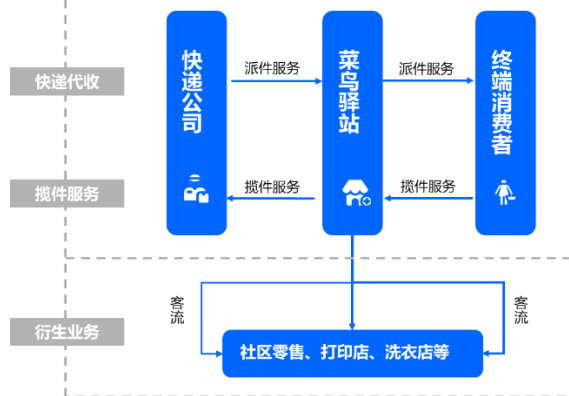 快递代收
快递公司
派件服务
菜鸟驿站
派件服务
终端消费者
揽件服务
揽件服务
揽件服务
衍生业务
客流
客流
社区零售、打印店、洗衣店等